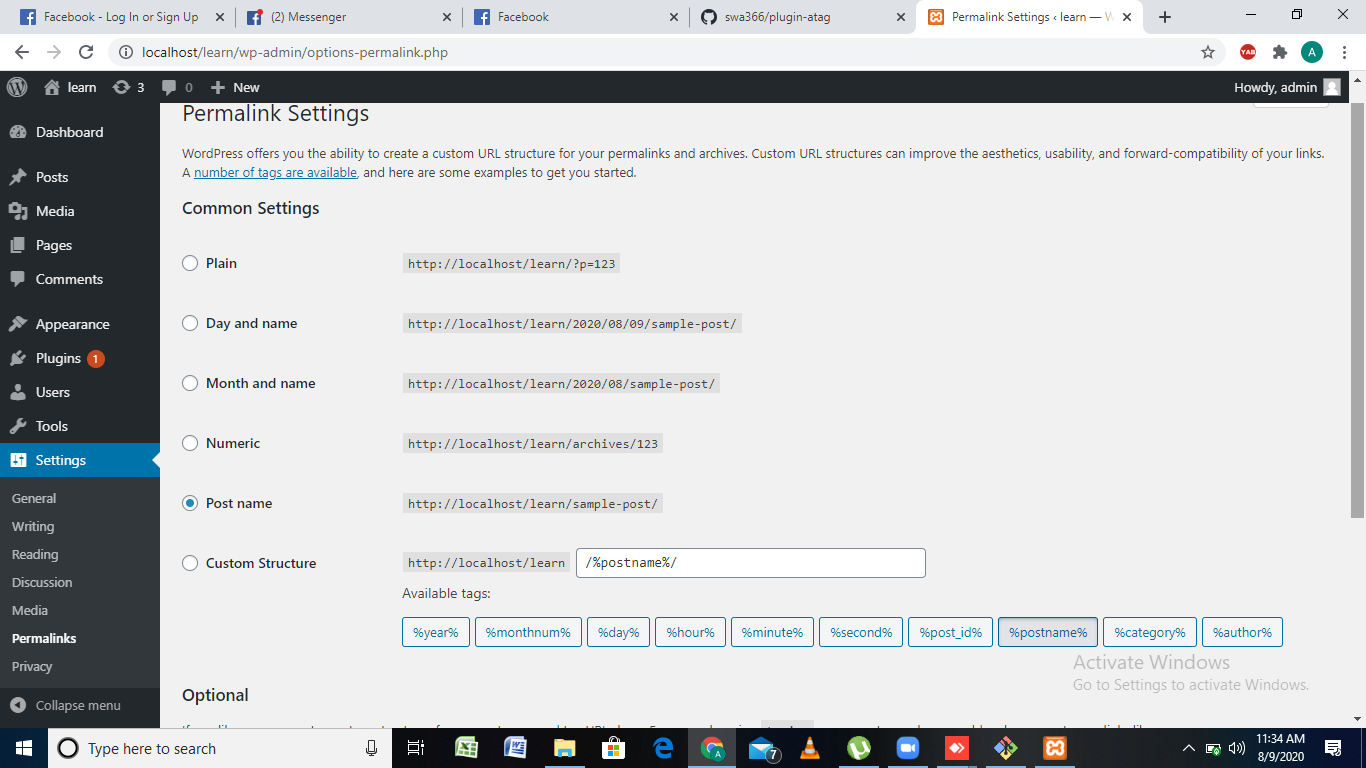 Facebook - Log In or Sign Up
(2) Messenger
Facebook
swa366/plugin-atag
Permalink Settings ‹ learn — W
localhost/learn/wp-admin/options-permalink.php
YAB
A
learn
3
0
New
Howdy, admin
Dashboard
Posts
Media
Pages
Comments
Appearance
Plugins 1
Users
Tools
Settings
General
Writing
Reading
Discussion
Media
Permalinks
Privacy
Collapse menu
Permalink Settings
WordPress offers you the ability to create a custom URL structure for your permalinks and archives. Custom URL structures can improve the aesthetics, usability, and forward-compatibility of your links.
A number of tags are available, and here are some examples to get you started.
Common Settings
Plain http://localhost/learn/?p=123
Day and name http://localhost/learn/2020/08/09/sample-post/
Month and name http://localhost/learn/2020/08/sample-post/
Numeric http://localhost/learn/archives/123
Post name http://localhost/learn/sample-post/
Custom Structure http://localhost/learn /%postname%/
Available tags:
%year% %monthnum% %day% %hour% %minute% %second% %post_id% %postname% %category% %author%
Optional
Activate Windows
Go to Settings to activate Windows.
Type here to search
A
7
11:34 AM
8/9/2020